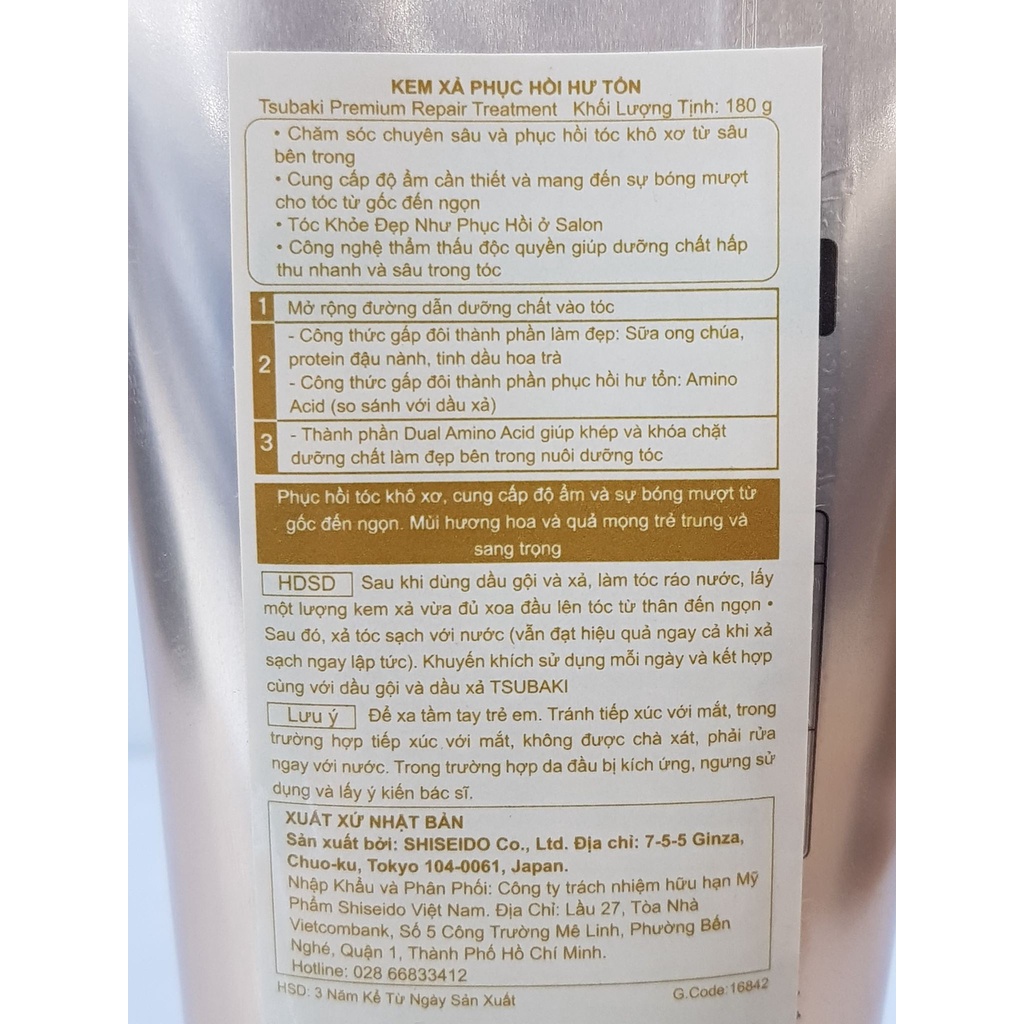 KEM XẢ PHỤC HỒI HƯ TỔN
Tsubaki Premium Repair Treatment Khối Lượng Tịnh: 180 g
• Chăm sóc chuyên sâu và phục hồi tóc khô xơ từ sâu
bên trong
• Cung cấp độ ẩm cần thiết và mang đến sự bóng mượt
cho tóc từ gốc đến ngọn
• Tóc Khỏe Đẹp Như Phục Hồi ở Salon
• Công nghệ thẩm thấu độc quyền giúp dưỡng chất hấp
thu nhanh và sâu trong tóc
1 Mở rộng đường dẫn dưỡng chất vào tóc
2 - Công thức gấp đôi thành phần làm đẹp: Sữa ong chúa,
protein đậu nành, tinh dầu hoa trà
- Công thức gấp đôi thành phần phục hồi hư tổn: Amino
Acid (so sánh với dầu xả)
3 - Thành phần Dual Amino Acid giúp khép và khóa chặt
dưỡng chất làm đẹp bên trong nuôi dưỡng tóc
Phục hồi tóc khô xơ, cung cấp độ ẩm và sự bóng mượt từ
gốc đến ngọn. Mùi hương hoa và quả mọng trẻ trung và
sang trọng
HDSD Sau khi dùng dầu gội và xả, làm tóc ráo nước, lấy
một lượng kem xả vừa đủ xoa đầu lên tóc từ thân đến ngọn •
Sau đó, xả tóc sạch với nước (vẫn đạt hiệu quả ngay cả khi xả
sạch ngay lập tức). Khuyến khích sử dụng mỗi ngày và kết hợp
cùng với dầu gội và dầu xả TSUBAKI
Lưu ý Để xa tầm tay trẻ em. Tránh tiếp xúc với mắt, trong
trường hợp tiếp xúc với mắt, không được chà xát, phải rửa
ngay với nước. Trong trường hợp da đầu bị kích ứng, ngưng sử
dụng và lấy ý kiến bác sĩ.
XUẤT XỨ NHẬT BẢN
Sản xuất bởi: SHISEIDO Co., Ltd. Địa chỉ: 7-5-5 Ginza,
Chuo-ku, Tokyo 104-0061, Japan.
Nhập Khẩu và Phân Phối: Công ty trách nhiệm hữu hạn Mỹ
Phẩm Shiseido Việt Nam. Địa Chỉ: Lầu 27, Tòa Nhà
Vietcombank, Số 5 Công Trường Mê Linh, Phường Bến
Nghé, Quận 1, Thành Phố Hồ Chí Minh.
Hotline: 028 66833412
HSD: 3 Năm Kể Từ Ngày Sản Xuất G.Code:16842